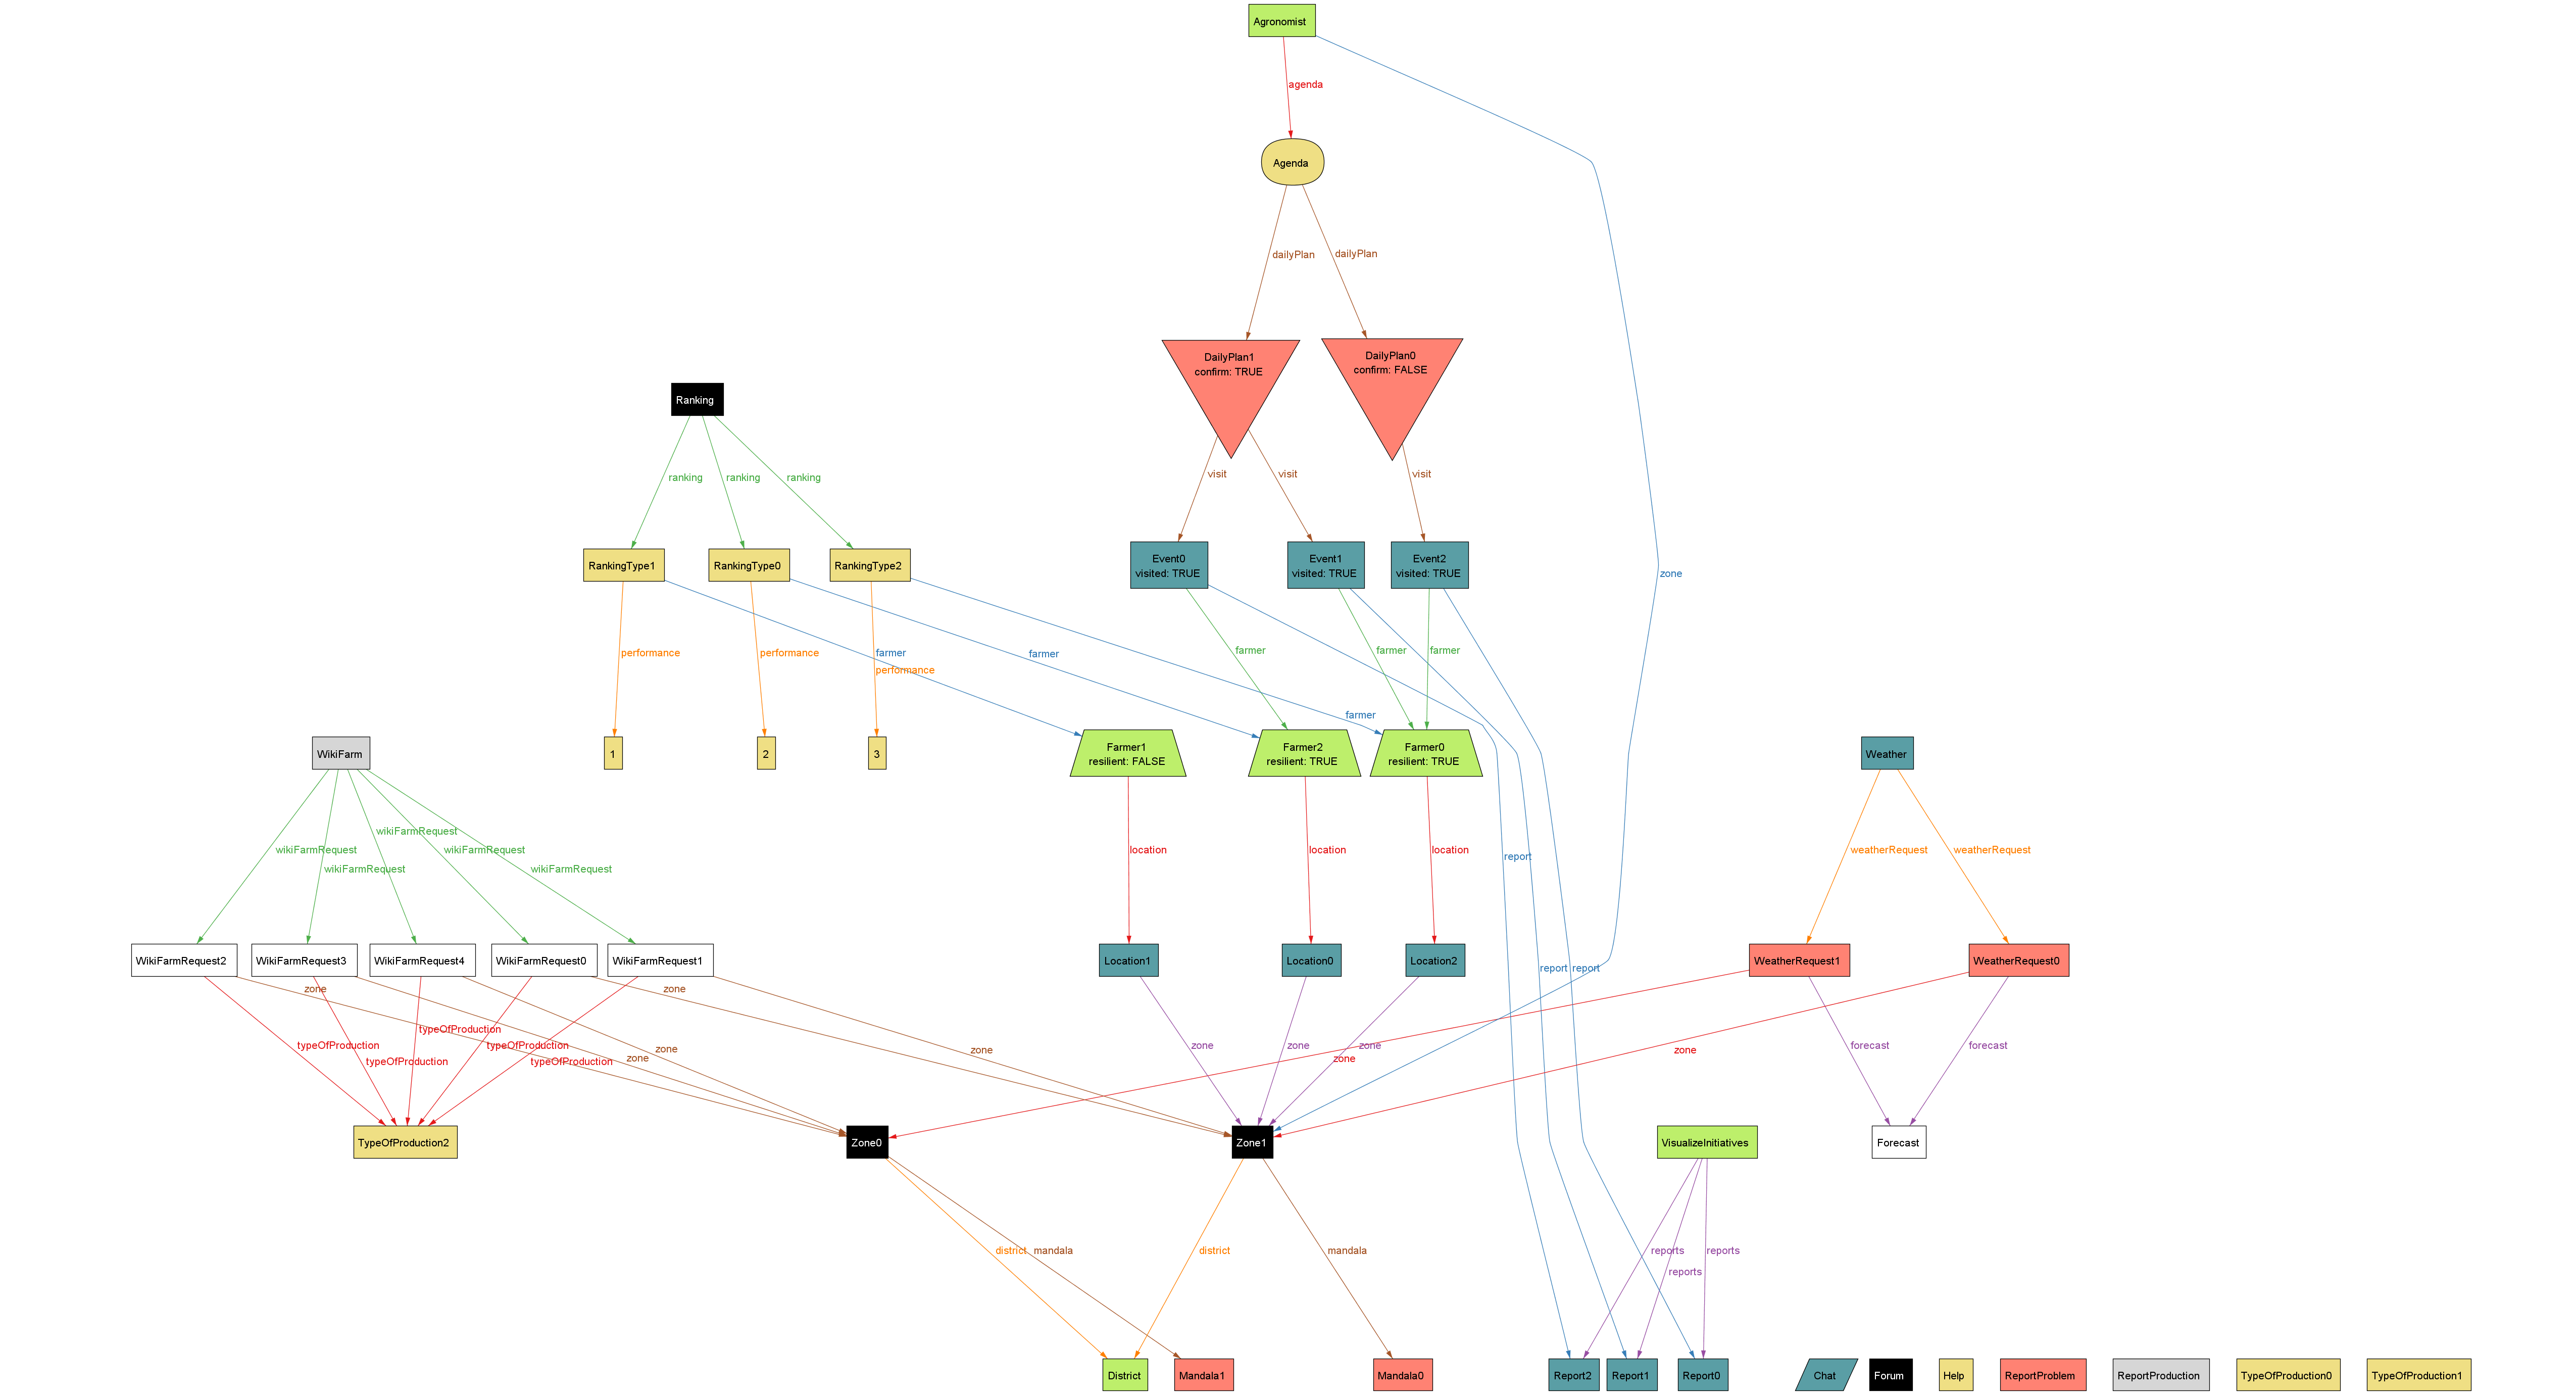 Agronomist
agenda
Agenda
dailyPlan
dailyPlan
DailyPlan1
confirm: TRUE
DailyPlan0
confirm: FALSE
Ranking
ranking
ranking
ranking
visit
visit
visit
RankingType1
RankingType0
RankingType2
Event0
visited: TRUE
Event1
visited: TRUE
Event2
visited: TRUE
zone
performance
performance
farmer
performance
farmer
farmer
farmer
farmer
farmer
WikiFarm
1
2
3
Farmer1
resilient: FALSE
Farmer2
resilient: TRUE
Farmer0
resilient: TRUE
Weather
wikiFarmRequest
wikiFarmRequest
wikiFarmRequest
wikiFarmRequest
wikiFarmRequest
location
location
location
report
weatherRequest
weatherRequest
WikiFarmRequest2
WikiFarmRequest3
WikiFarmRequest4
WikiFarmRequest0
WikiFarmRequest1
Location1
Location0
Location2
report
report
WeatherRequest1
WeatherRequest0
zone
zone
typeOfProduction
typeOfProduction
typeOfProduction
typeOfProduction
typeOfProduction
zone
zone
zone
zone
zone
zone
zone
zone
forecast
forecast
TypeOfProduction2
Zone0
Zone1
VisualizeInitiatives
Forecast
district
mandala
district
mandala
reports
reports
reports
District
Mandala1
Mandala0
Report2
Report1
Report0
Chat
Forum
Help
ReportProblem
ReportProduction
TypeOfProduction0
TypeOfProduction1